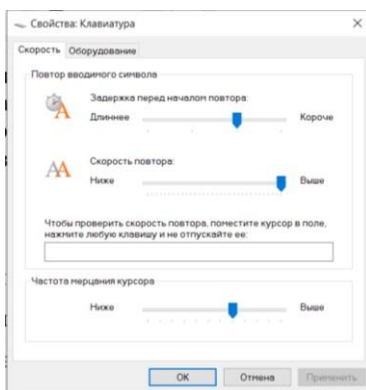 Свойства: Клавиатура
Скорость Оборудование
Повтор вводимого символа
Задержка перед началом повтора:
Длиннее Короче
Скорость повтора:
Ниже Выше
Чтобы проверить скорость повтора, поместите курсор в поле,
нажмите любую клавишу и не отпускайте ее:
Частота мерцания курсора
Ниже Выше
OK Отмена Применить